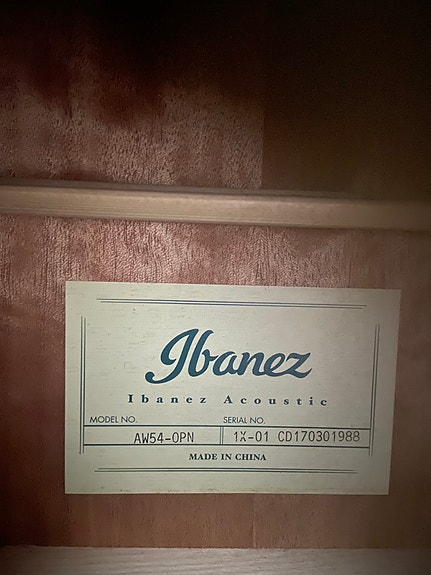 Ibanez
Ibanez Acoustic
MODEL NO. SERIAL NO.
AW54-OPN 1X-01 CD170301988
MADE IN CHINA